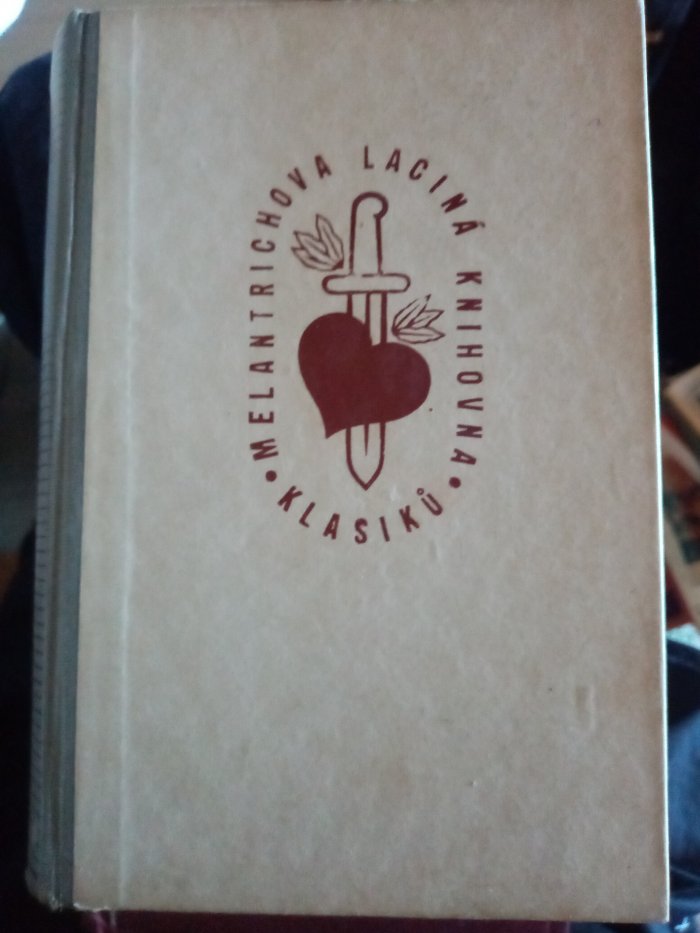 MELANTRICHOVA LACINÁ KNIHOVNA
• KLASIKŮ •